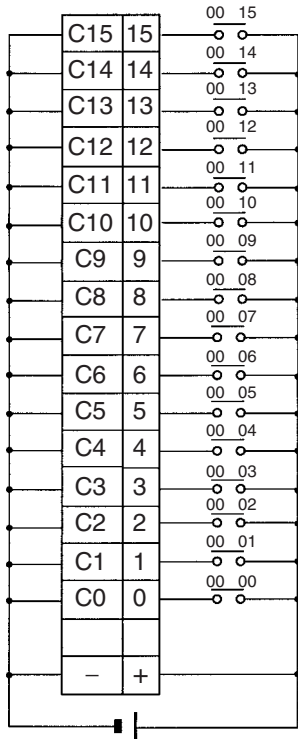 C15 15 00 15
C14 14 00 14
C13 13 00 13
C12 12 00 12
C11 11 00 11
C10 10 00 10
C9 9 00 09
C8 8 00 08
C7 7 00 07
C6 6 00 06
C5 5 00 05
C4 4 00 04
C3 3 00 03
C2 2 00 02
C1 1 00 01
C0 0 00 00
− +